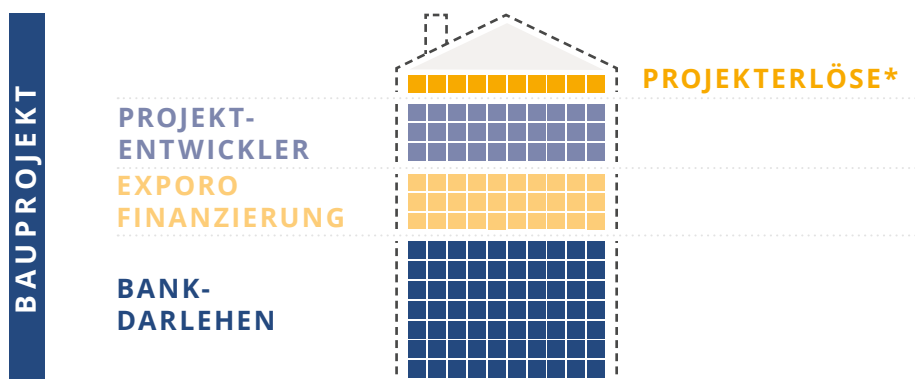 BAUPROJEKT
PROJEKTERLÖSE*
PROJEKT-
ENTWICKLER
EXPORO
FINANZIERUNG
BANK-
DARLEHEN